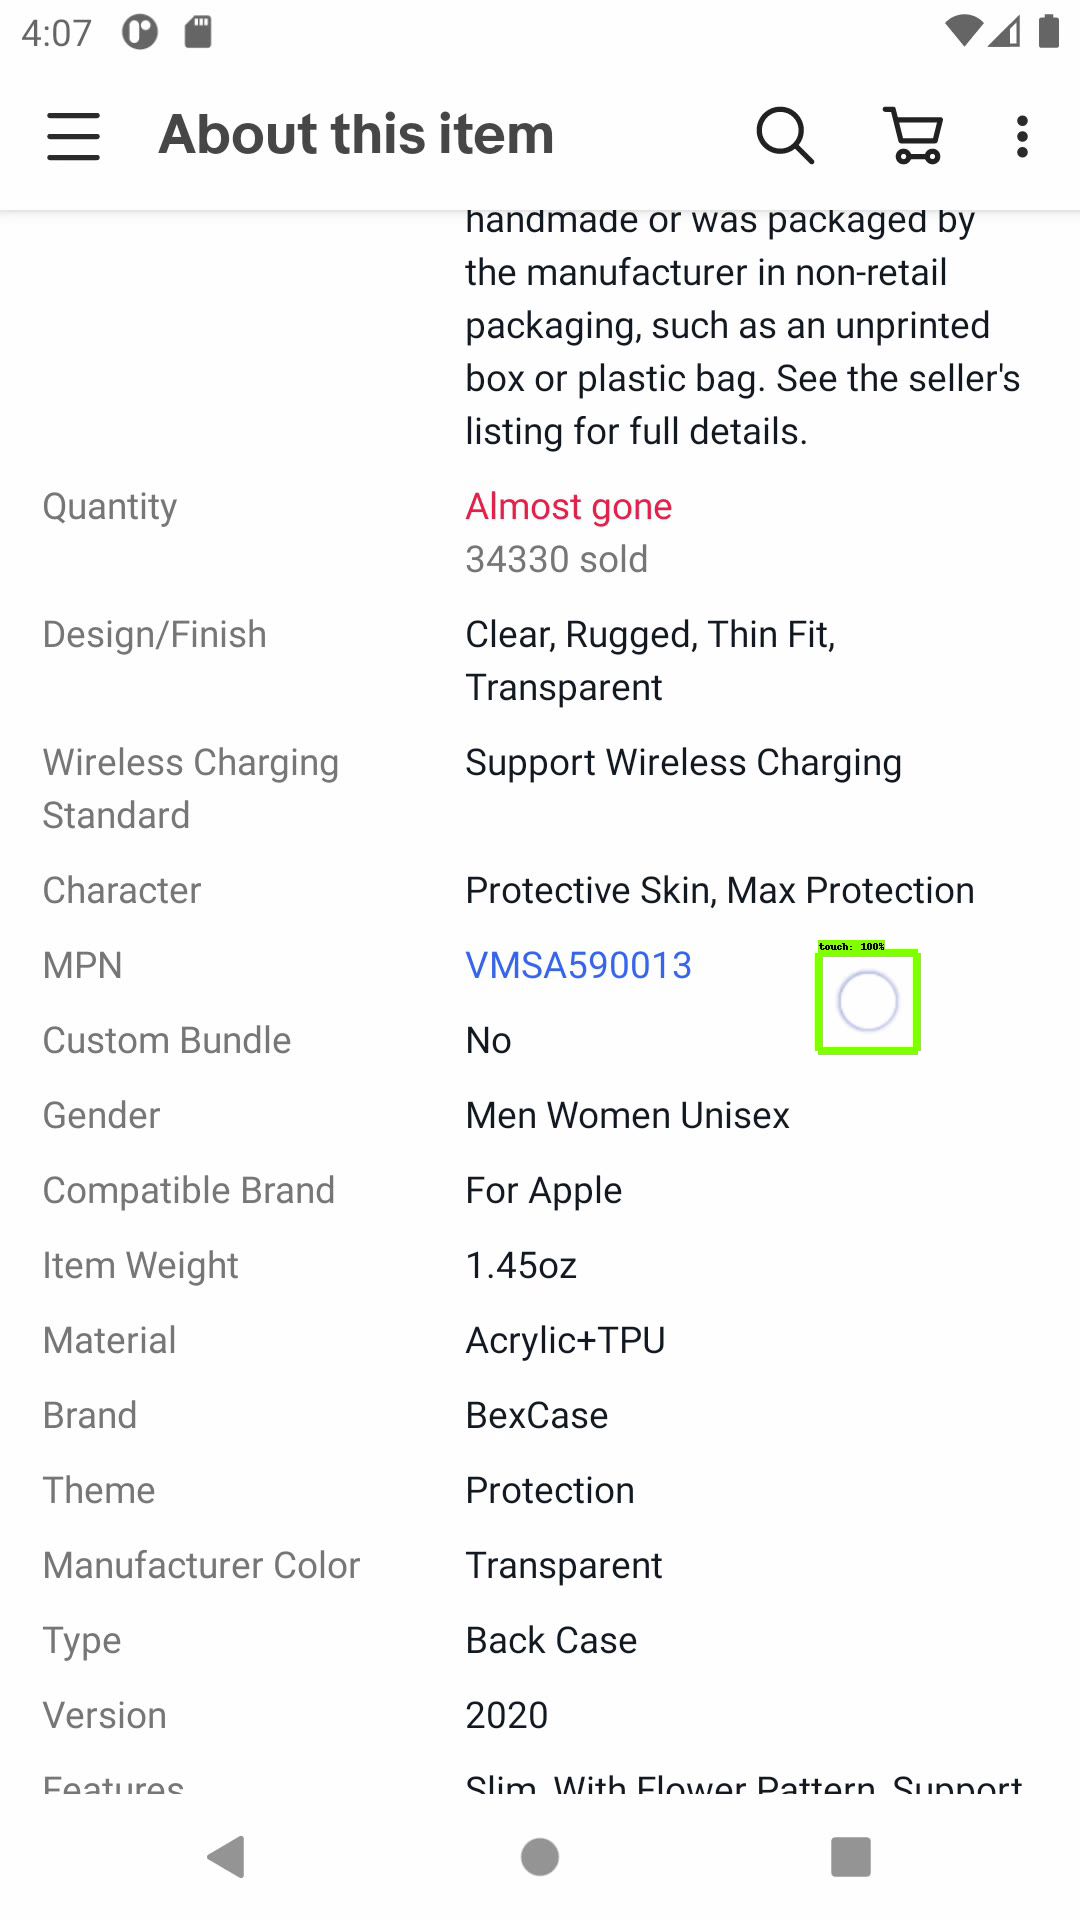 4:07
About this item
handmade or was packaged by
the manufacturer in non-retail
packaging, such as an unprinted
box or plastic bag. See the seller's
listing for full details.
Quantity
Almost gone
34330 sold
Design/Finish
Clear, Rugged, Thin Fit,
Transparent
Wireless Charging
Standard
Support Wireless Charging
Character
Protective Skin, Max Protection
touch: 100%
MPN
VMSA590013
Custom Bundle
No
Gender
Men Women Unisex
Compatible Brand
For Apple
Item Weight
1.45oz
Material
Acrylic+TPU
Brand
BexCase
Theme
Protection
Manufacturer Color
Transparent
Type
Back Case
Version
2020
Features
Slim, With Flower Pattern, Support